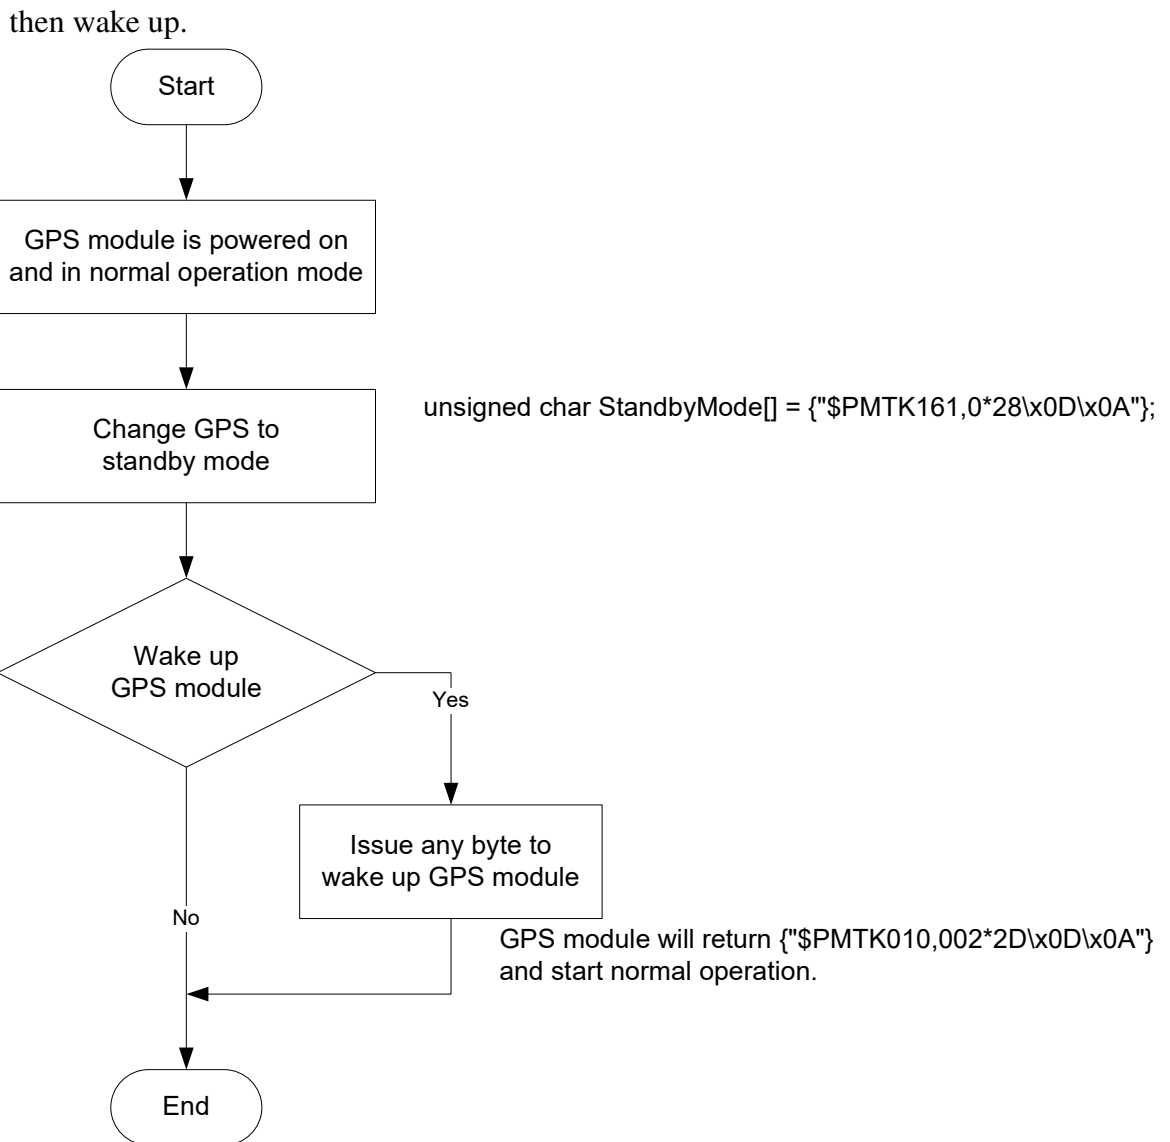 then wake up.
Start
GPS module is powered on
and in normal operation mode
Change GPS to
standby mode
unsigned char StandbyMode[] = {"$PMTK161,0*28\x0D\x0A"};
Wake up
GPS module
Yes
Issue any byte to
wake up GPS module
No
GPS module will return {"$PMTK010,002*2D\x0D\x0A"}
and start normal operation.
End